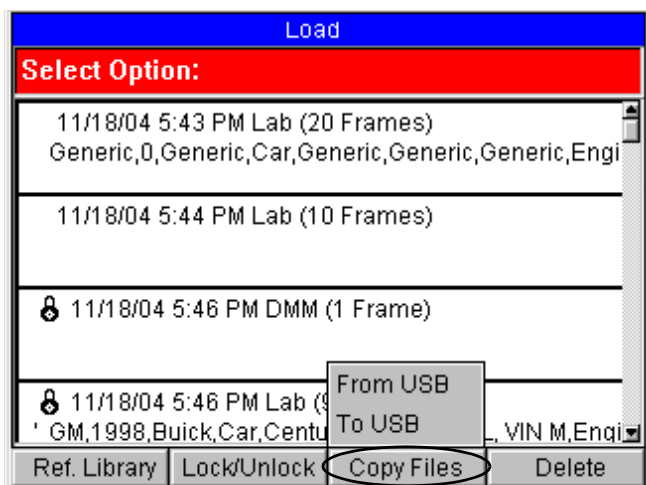 Load
Select Option:
11/18/04 5:43 PM Lab (20 Frames)
Generic,0,Generic,Car,Generic,Generic,Generic,Engi
11/18/04 5:44 PM Lab (10 Frames)
11/18/04 5:46 PM DMM (1 Frame)
11/18/04 5:46 PM Lab (9
' GM,1998,Buick,Car,Centu L, VIN M,Engi
From USB
To USB
Ref. Library Lock/Unlock Copy Files Delete